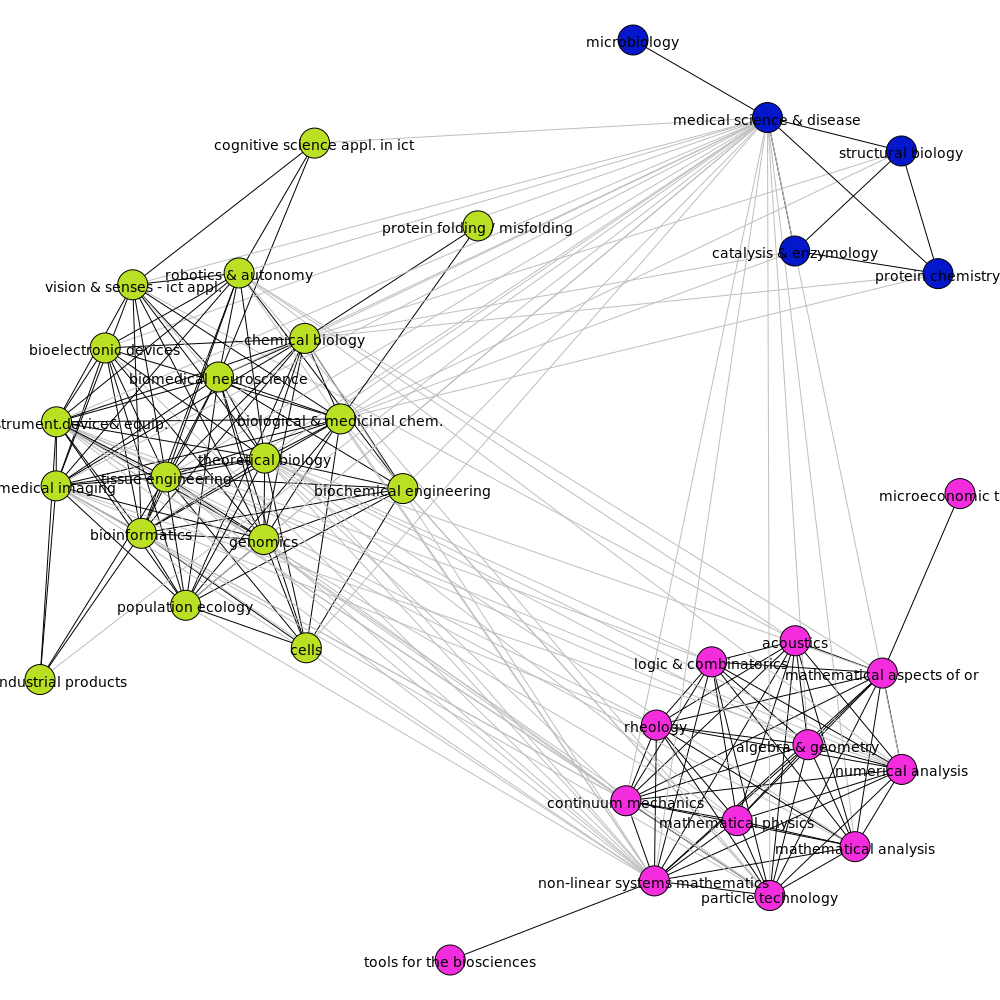 microbiology
medical science & disease
cognitive science appl. in ict
structural biology
protein folding / misfolding
catalysis & enzymology
robotics & autonomy
protein chemistry
vision & senses - ict appl.
chemical biology
bioelectronic devices
biomedical neuroscience
strument.device& equip.
biological & medicinal chem.
theoretical biology
tissue engineering
medical imaging
biochemical engineering
microeconomic t
bioinformatics
genomics
population ecology
acoustics
cells
logic & combinatorics
mathematical aspects of or
ndustrial products
rheology
algebra & geometry
numerical analysis
continuum mechanics
mathematical physics
mathematical analysis
non-linear systems mathematics
particle technology
tools for the biosciences